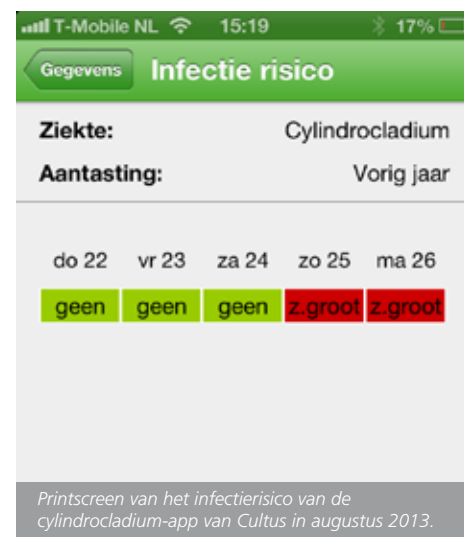 T-Mobile NL 15:19 17%
Gegevens Infectie risico
Ziekte: Cylindrocladium
Aantasting: Vorig jaar
do 22 vr 23 za 24 zo 25 ma 26
geen geen geen z.groot z.groot
Printscreen van het infectierisico van de
cylindrocladium-app van Cultus in augustus 2013.